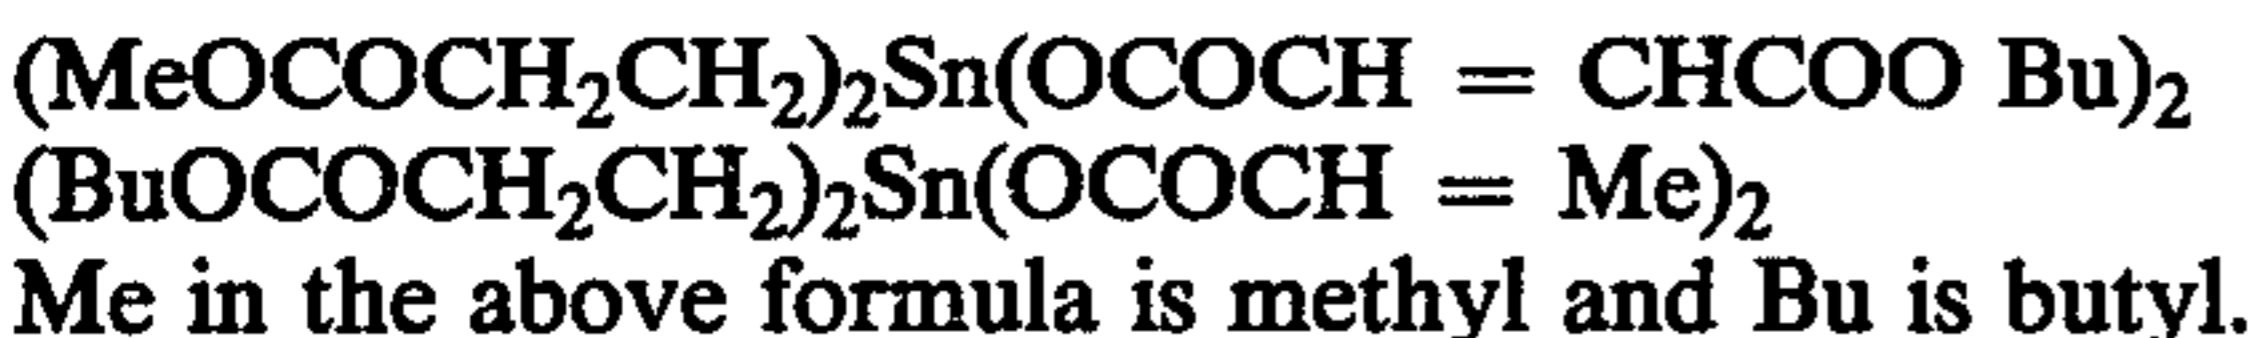 (MeOCOCH₂CH₂)₂Sn(OCOCH = CHCOO Bu)₂
(BuOCOCH₂CH₂)₂Sn(OCOCH = Me)₂
Me in the above formula is methyl and Bu is butyl.